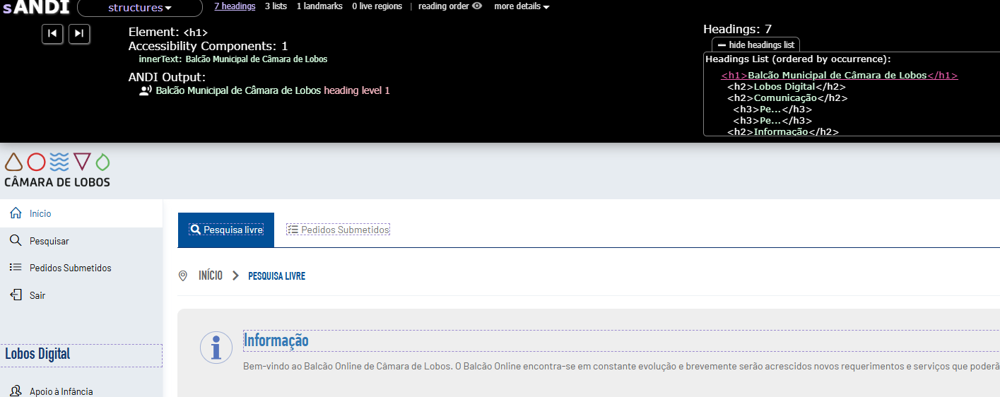 sANDI structures 7 headings 3 lists 1 landmarks 0 live regions | reading order more details
Element: <h1>
Accessibility Components: 1
innerText: Balcão Municipal de Câmara de Lobos
ANDI Output:
Balcão Municipal de Câmara de Lobos heading level 1
Headings: 7
hide headings list
Headings List (ordered by occurrence):
<h1>Balcão Municipal de Câmara de Lobos</h1>
<h2>Lobos Digital</h2>
<h2>Comunicação</h2>
<h3>Pe...</h3>
<h3>Pe...</h3>
<h2>Informação</h2>
CÂMARA DE LOBOS
Início
Pesquisar
Pedidos Submetidos
Sair
Lobos Digital
Apoio à Infância
Pesquisa livre Pedidos Submetidos
INÍCIO PESQUISA LIVRE
Informação
Bem-vindo ao Balcão Online de Câmara de Lobos. O Balcão Online encontra-se em constante evolução e brevemente serão acrescidos novos requerimentos e serviços que poderã